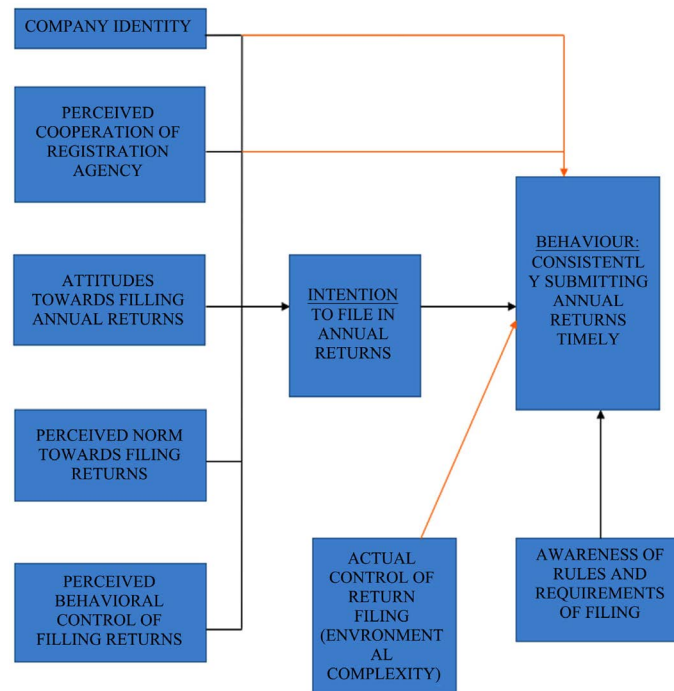 COMPANY IDENTITY
PERCEIVED
COOPERATION OF
REGISTRATION
AGENCY
ATTITUDES
TOWARDS FILLING
ANNUAL RETURNS
PERCEIVED NORM
TOWARDS FILING
RETURNS
PERCEIVED
BEHAVIORAL
CONTROL OF
FILLING RETURNS
INTENTION
TO FILE IN
ANNUAL
RETURNS
BEHAVIOUR:
CONSISTENTL
Y SUBMITTING
ANNUAL
RETURNS
TIMELY
ACTUAL
CONTROL OF
RETURN
FILING
(ENVRONMENT
AL
COMPLEXITY)
AWARENESS OF
RULES AND
REQUIREMENTS
OF FILING